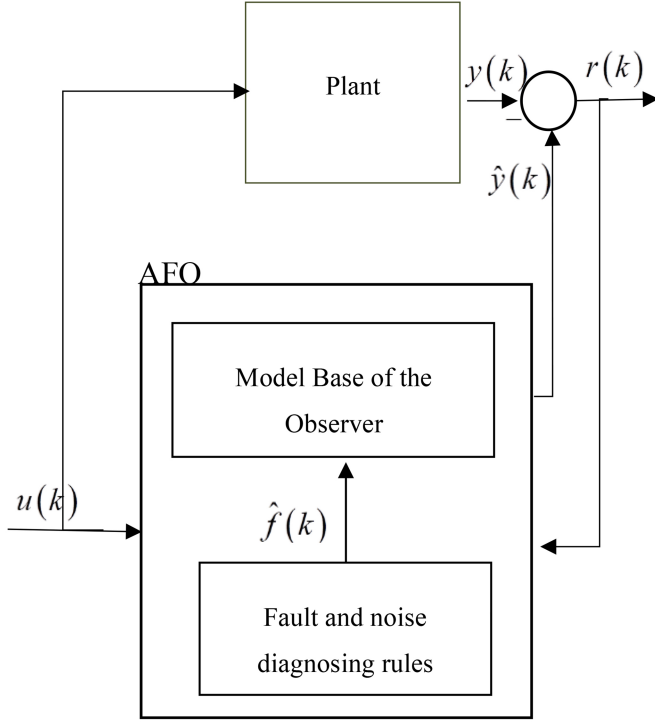 Plant
y(k)
r(k)
−
ŷ(k)
AFO
Model Base of the
Observer
u(k)
f̂(k)
Fault and noise
diagnosing rules